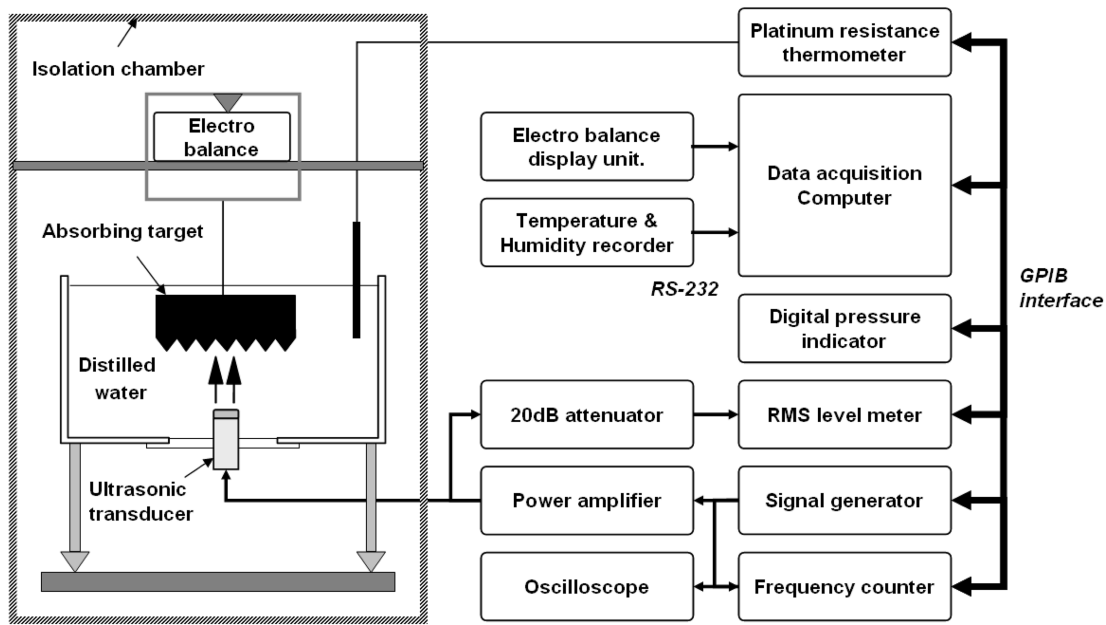 Isolation chamber
Electro
balance
Absorbing target
Distilled
water
Ultrasonic
transducer
Platinum resistance
thermometer
Electro balance
display unit.
Data acquisition
Computer
Temperature &
Humidity recorder
RS-232
GPIB
interface
Digital pressure
indicator
20dB attenuator
RMS level meter
Power amplifier
Signal generator
Oscilloscope
Frequency counter